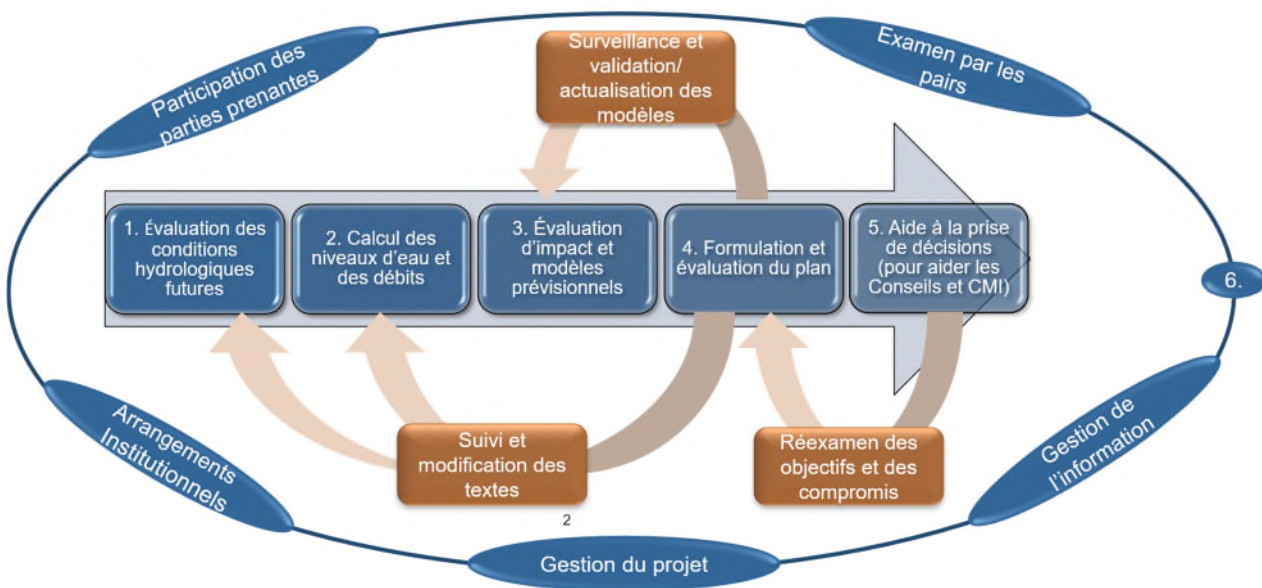 Participation des
parties prenantes
Surveillance et
validation/
actualisation des
modèles
Examen par les
pairs
1. Évaluation des
conditions
hydrologiques
futures
2. Calcul des
niveaux d'eau et
des débits
3. Évaluation
d'impact et
modèles
prévisionnels
4. Formulation et
évaluation du plan
5. Aide à la prise
de décisions
(pour aider les
Conseils et CMI)
6.
Arrangements
Institutionnels
Suivi et
modification des
textes
Réexamen des
objectifs et des
compromis
Gestion de
l'information
2
Gestion du projet